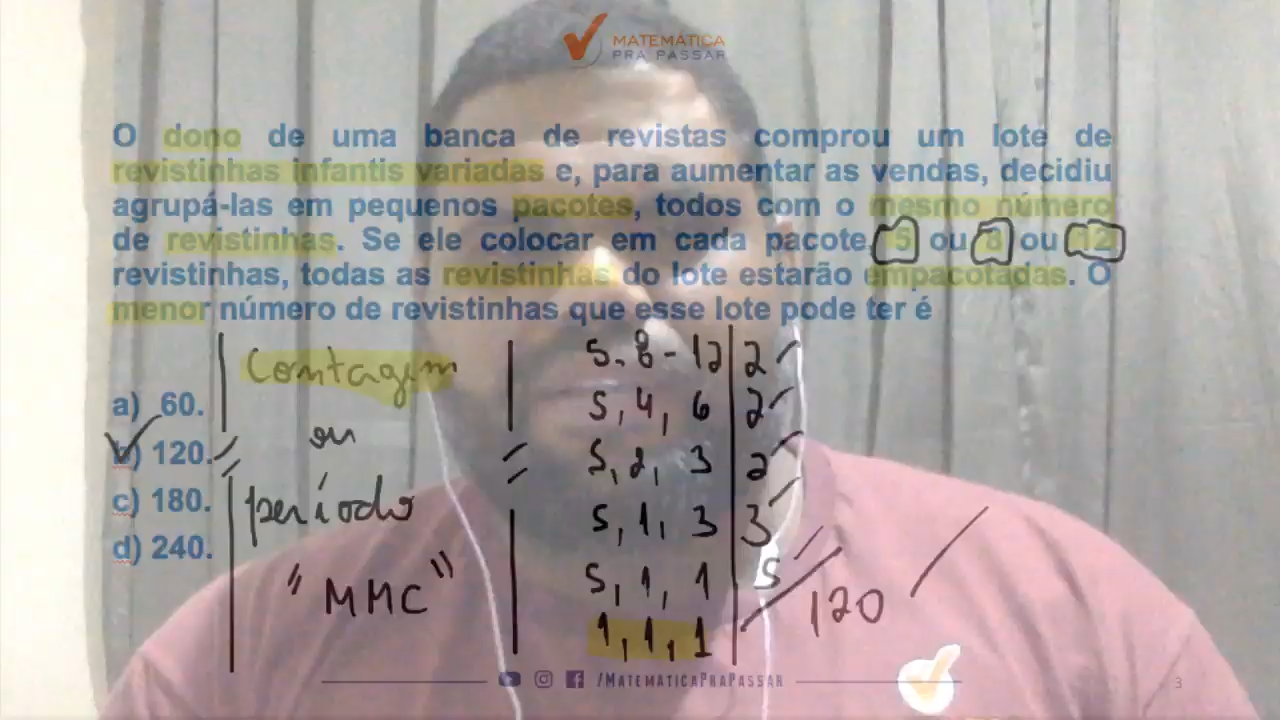 MATEMÁTICA
PRA PASSAR
O dono de uma banca de revistas comprou um lote de
revistinhas infantis variadas e, para aumentar as vendas, decidiu
agrupá-las em pequenos pacotes, todos com o mesmo número
de revistinhas. Se ele colocar em cada pacote, 5 ou 8 ou 12
revistinhas, todas as revistinhas do lote estarão empacotadas. O
menor número de revistinhas que esse lote pode ter é
a) 60.
b) 120.
c) 180.
d) 240.
Contagem
ou
período
"MMC"
5, 8 - 12 | 2
5, 4, 6 | 2
5, 2, 3 | 2
5, 1, 3 | 3
5, 1, 1 | 5
1, 1, 1 | 120
/MATEMATICAPRAPASSAR
3